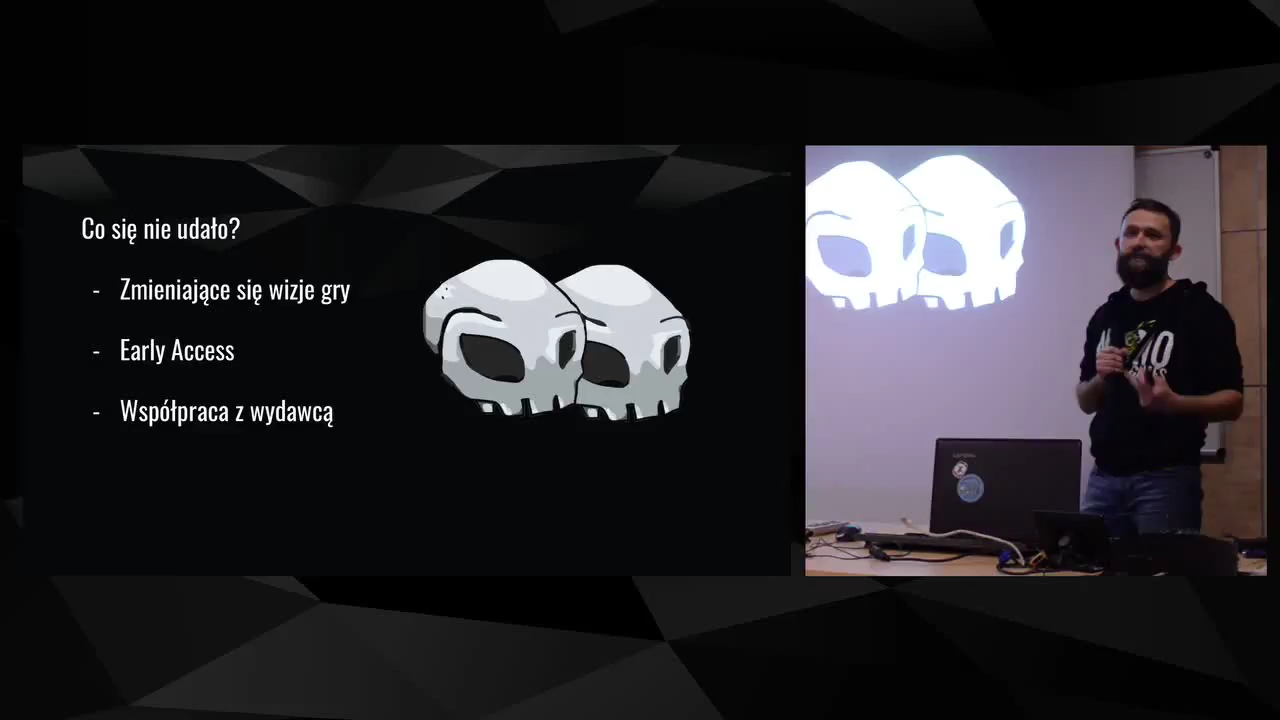 Co się nie udało?
- Zmieniające się wizje gry
- Early Access
- Współpraca z wydawcą